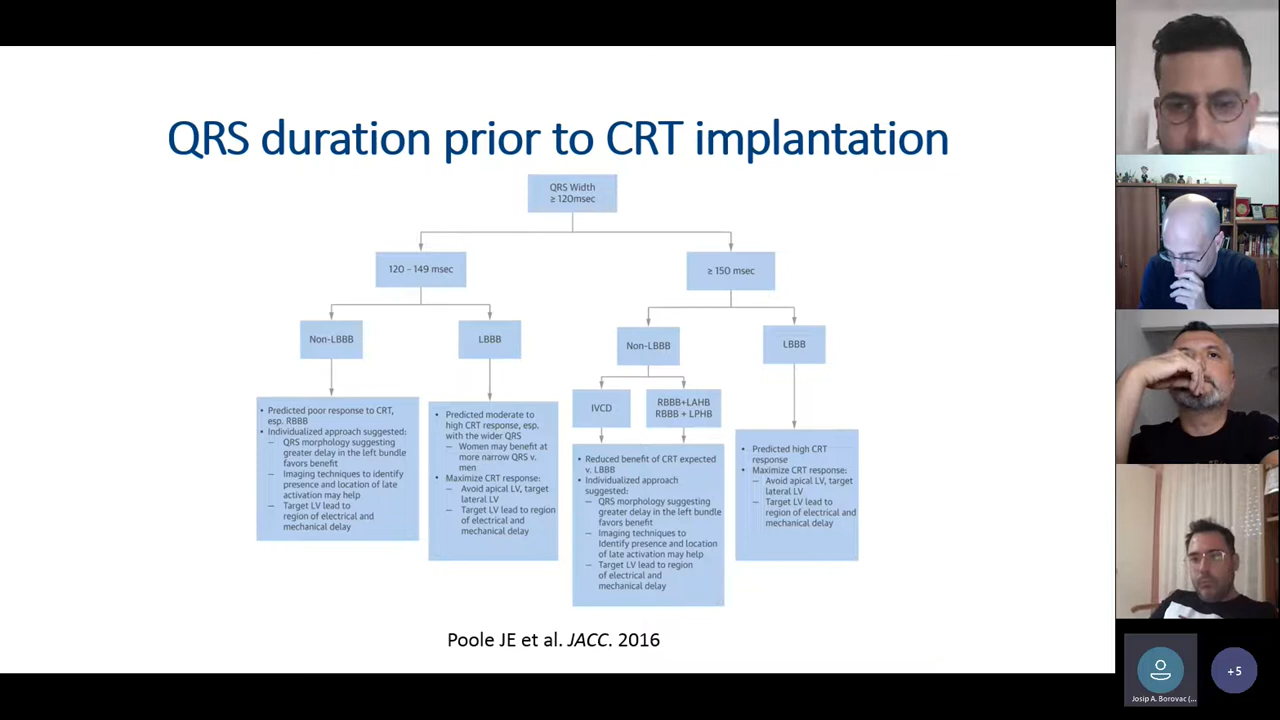 QRS duration prior to CRT implantation
QRS Width
≥ 120msec
120 – 149 msec
≥ 150 msec
Non-LBBB
LBBB
Non-LBBB
LBBB
IVCD
RBBB+LAHB
RBBB + LPHB
• Predicted poor response to CRT,
esp. RBBB
• Individualized approach suggested:
– QRS morphology suggesting
greater delay in the left bundle
favors benefit
– Imaging techniques to identify
presence and location of late
activation may help
– Target LV lead to
region of electrical and
mechanical delay
• Predicted moderate to
high CRT response, esp.
with the wider QRS
– Women may benefit at
more narrow QRS v.
men
• Maximize CRT response:
– Avoid apical LV, target
lateral LV
– Target LV lead to region
of electrical and
mechanical delay
• Reduced benefit of CRT expected
v. LBBB
• Individualized approach
suggested:
– QRS morphology suggesting
greater delay in the left bundle
favors benefit
– Imaging techniques to
Identify presence and location
of late activation may help
– Target LV lead to region
of electrical and
mechanical delay
• Predicted high CRT
response
• Maximize CRT response:
– Avoid apical LV, target
lateral LV
– Target LV lead to region
of electrical and
mechanical delay
Poole JE et al. JACC. 2016
Josip A. Borovac (...
+5